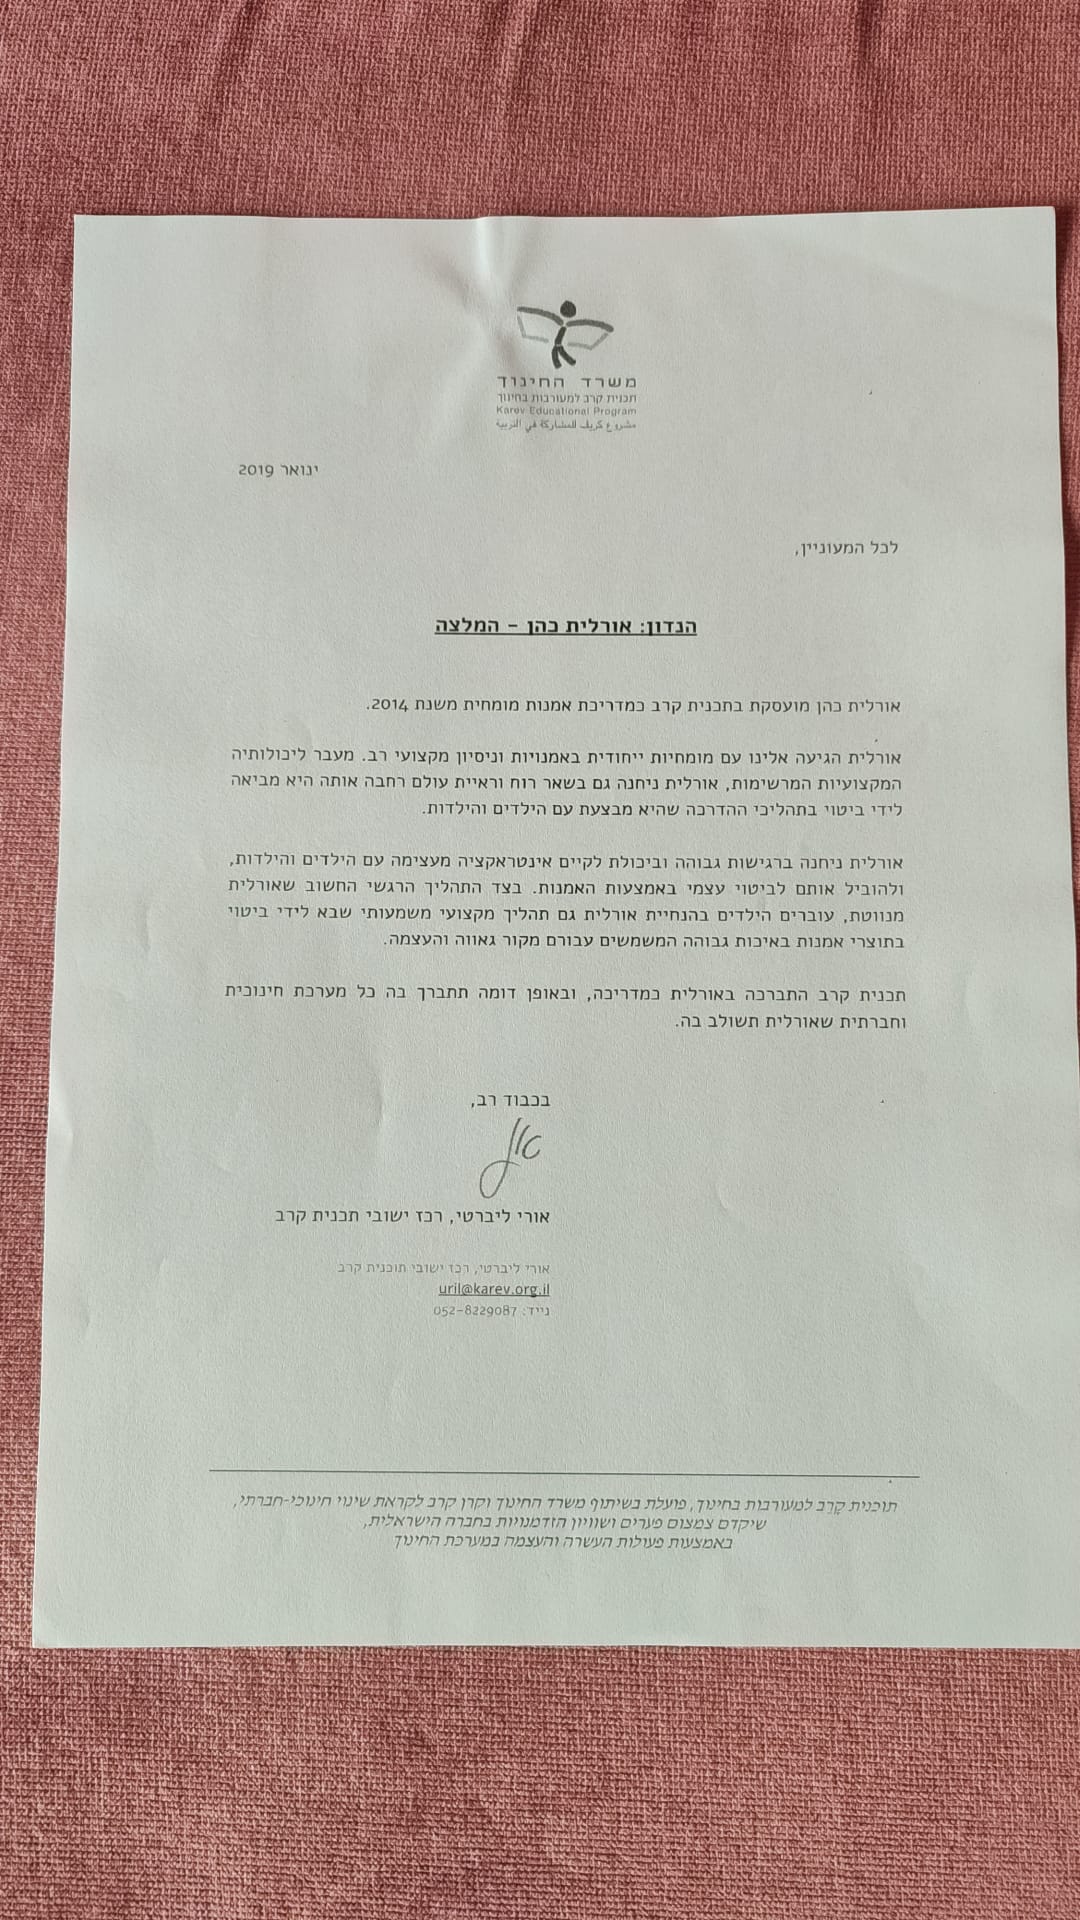 משרד החינוך
תכנית קרב למעורבות בחינוך
Karev Educational Program
مشروع كريف للمشاركة في التربية
ינואר 2019
לכל המעוניין,
הנדון: אורלית כהן – המלצה
אורלית כהן מועסקת בתכנית קרב כמדריכת אמנות מומחית משנת 2014.
אורלית הגיעה אלינו עם מומחיות ייחודית באמנויות וניסיון מקצועי רב. מעבר ליכולותיה
המקצועיות המרשימות, אורלית ניחנה גם בשאר רוח וראיית עולם רחבה אותה היא מביאה
לידי ביטוי בתהליכי ההדרכה שהיא מבצעת עם הילדים והילדות.
אורלית ניחנה ברגישות גבוהה וביכולת לקיים אינטראקציה מעצימה עם הילדים והילדות,
ולהוביל אותם לביטוי עצמי באמצעות האמנות. בצד התהליך הרגשי החשוב שאורלית
מנווטת, עוברים הילדים בהנחיית אורלית גם תהליך מקצועי משמעותי שבא לידי ביטוי
בתוצרי אמנות באיכות גבוהה המשמשים עבורם מקור גאווה והעצמה.
תכנית קרב התברכה באורלית כמדריכה, ובאופן דומה תתברך בה כל מערכת חינוכית
וחברתית שאורלית תשולב בה.
בכבוד רב,
אורי ליברטי, רכז ישובי תכנית קרב
אורי ליברטי, רכז ישובי תוכנית קרב
uril@karev.org.il
נייד: 052-8229087
תוכנית קָרֵב למעורבות בחינוך, פועלת בשיתוף משרד החינוך וקרן קרב לקראת שינוי חינוכי-חברתי,
שיקדם צמצום פערים ושוויון הזדמנויות בחברה הישראלית,
באמצעות פעולות העשרה והעצמה במערכת החינוך